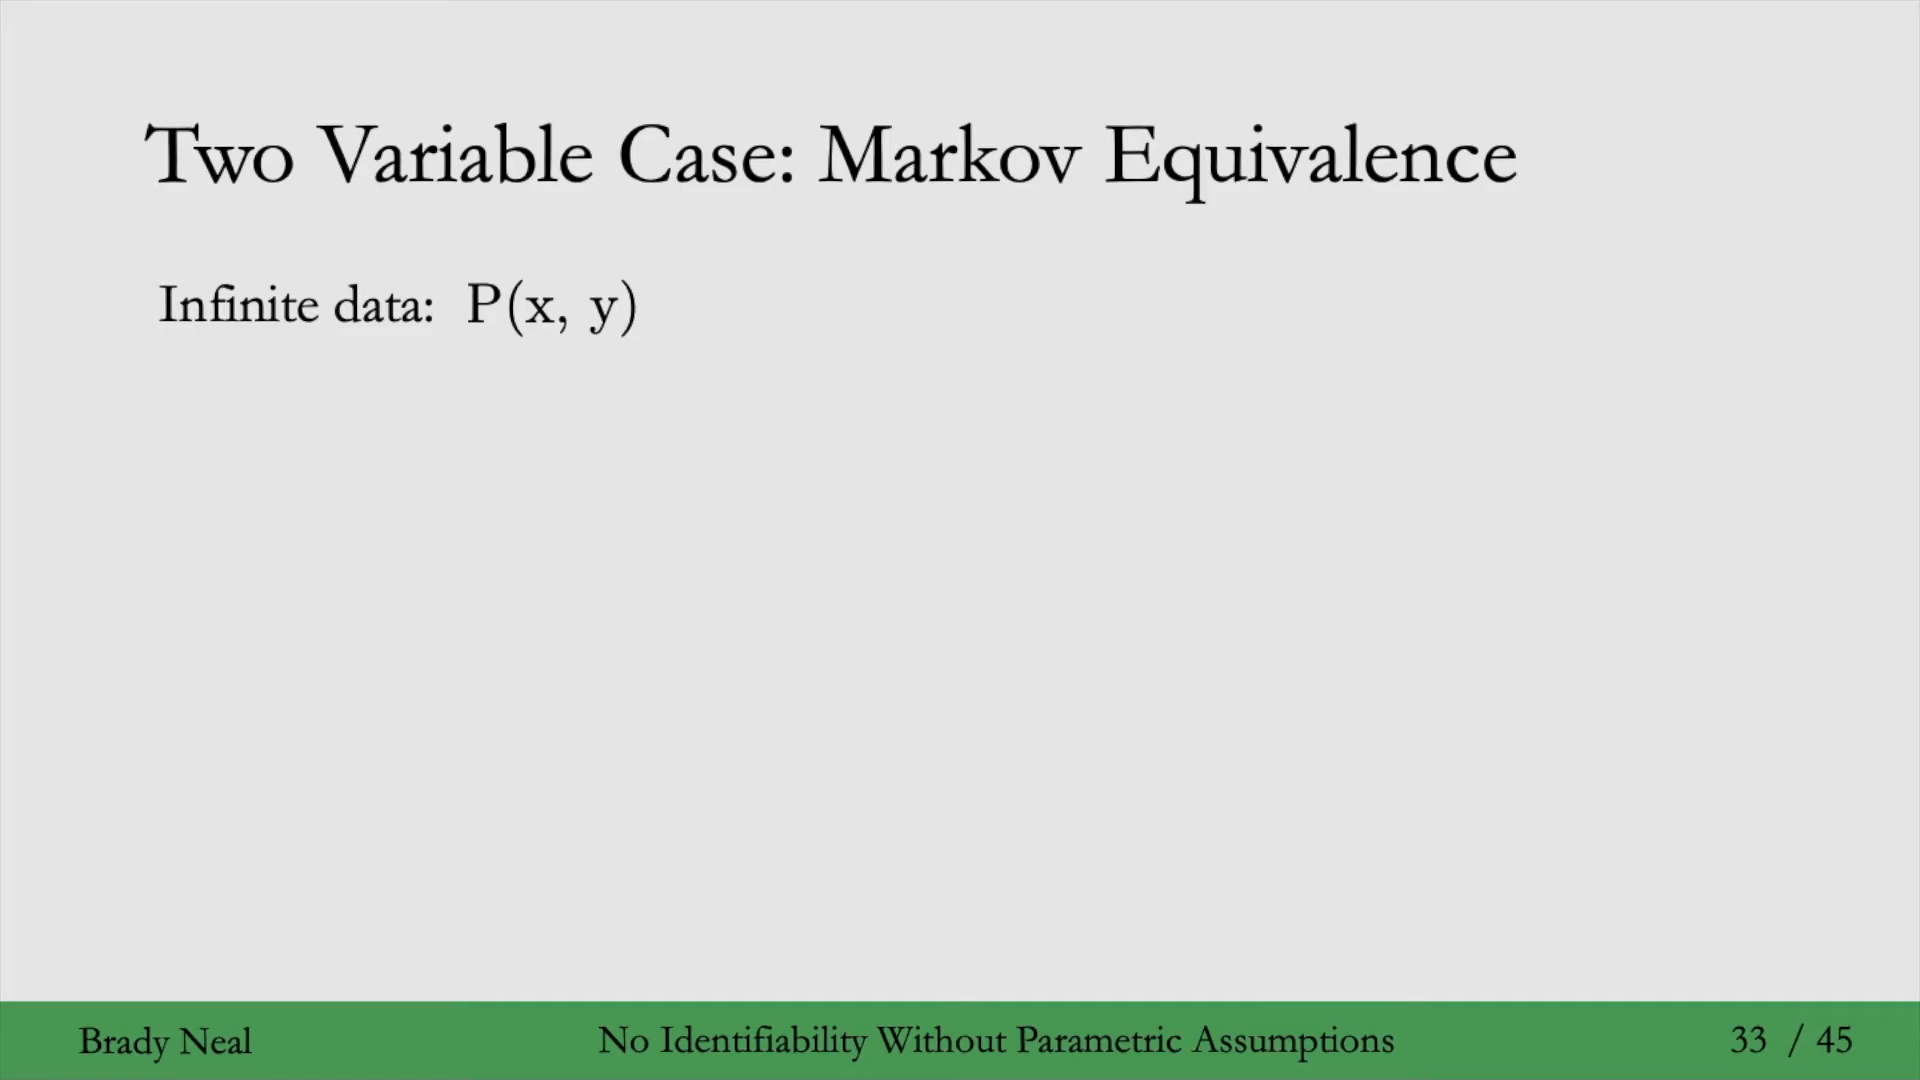 Two Variable Case: Markov Equivalence
Infinite data: P(x, y)
Brady Neal
No Identifiability Without Parametric Assumptions
33 / 45